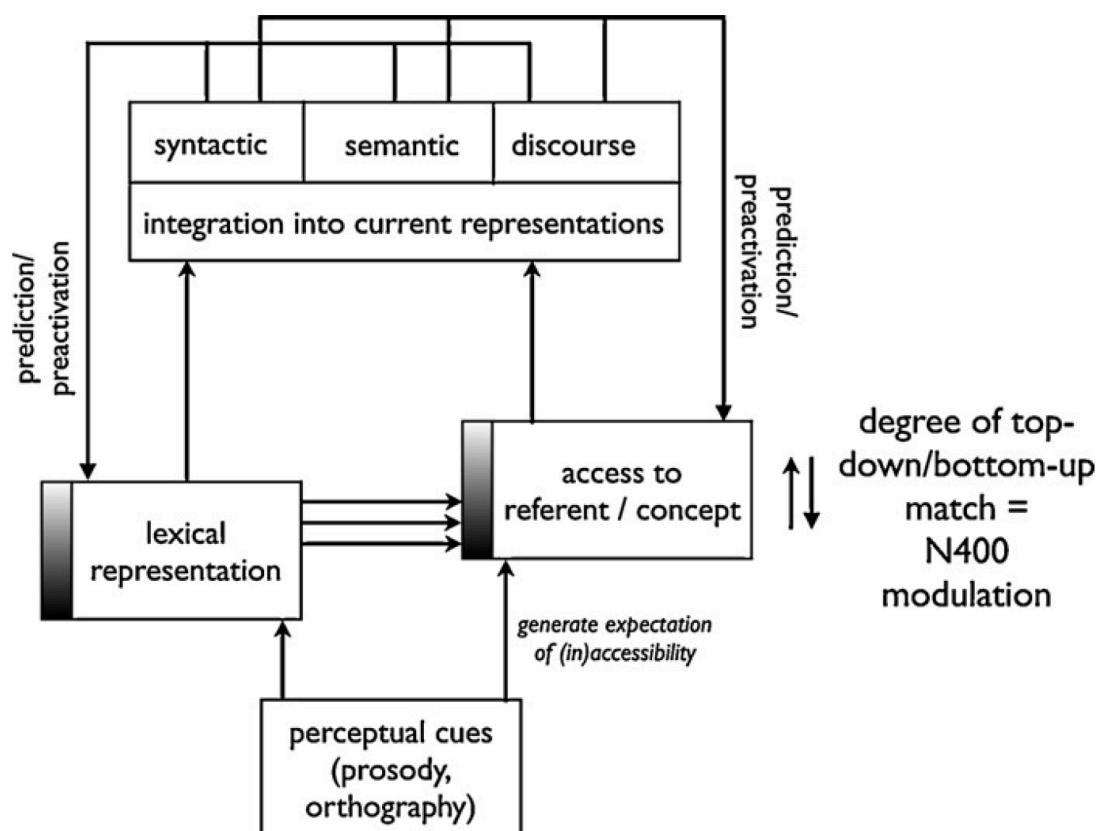 syntactic
semantic
discourse
integration into current representations
prediction/
preactivation
prediction/
preactivation
lexical
representation
access to
referent / concept
degree of top-
down/bottom-up
match =
N400
modulation
generate expectation
of (in)accessibility
perceptual cues
(prosody,
orthography)